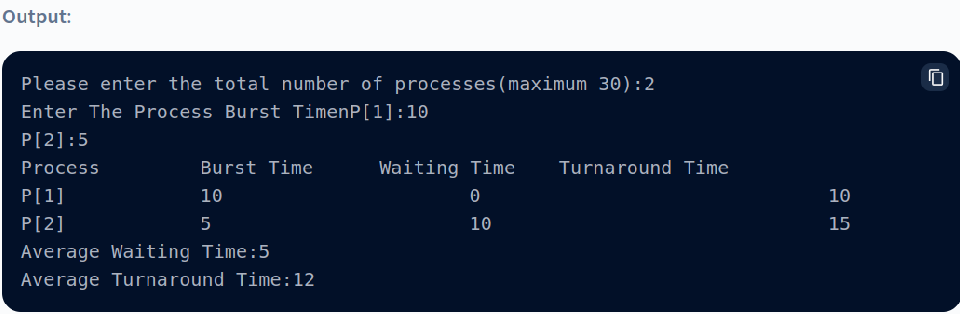 Output:
Please enter the total number of processes(maximum 30):2
Enter The Process Burst TimenP[1]:10
P[2]:5
Process Burst Time Waiting Time Turnaround Time
P[1] 10 0 10
P[2] 5 10 15
Average Waiting Time:5
Average Turnaround Time:12